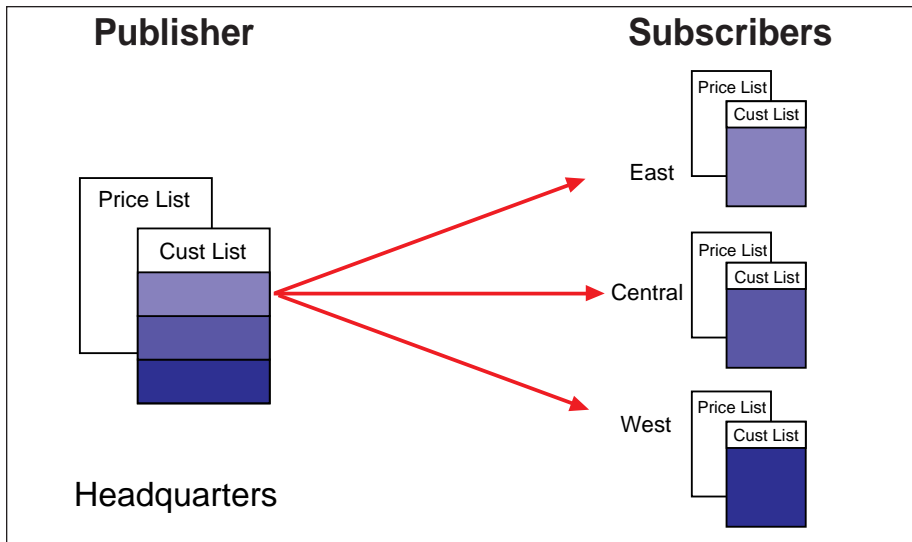 Publisher
Subscribers
Price List
Cust List
Headquarters
East
Price List
Cust List
Central
Price List
Cust List
West
Price List
Cust List